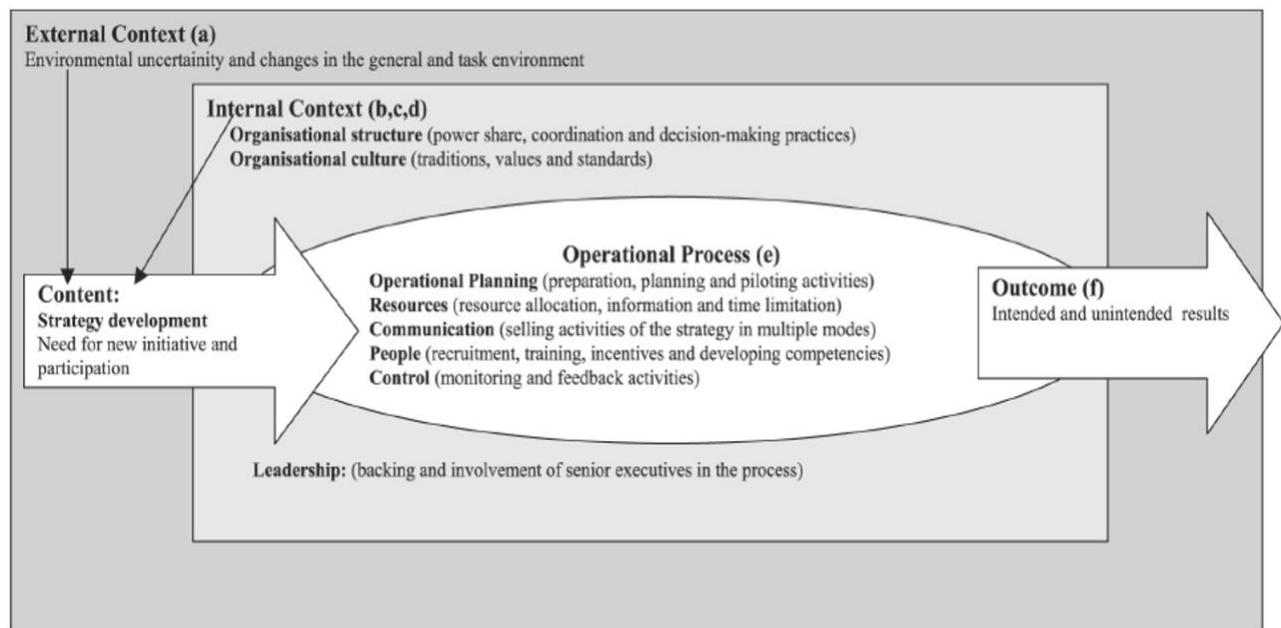 External Context (a)
Environmental uncertainity and changes in the general and task environment
Internal Context (b,c,d)
Organisational structure (power share, coordination and decision-making practices)
Organisational culture (traditions, values and standards)
Operational Process (e)
Operational Planning (preparation, planning and piloting activities)
Resources (resource allocation, information and time limitation)
Communication (selling activities of the strategy in multiple modes)
People (recruitment, training, incentives and developing competencies)
Control (monitoring and feedback activities)
Content:
Strategy development
Need for new initiative and
participation
Outcome (f)
Intended and unintended results
Leadership: (backing and involvement of senior executives in the process)